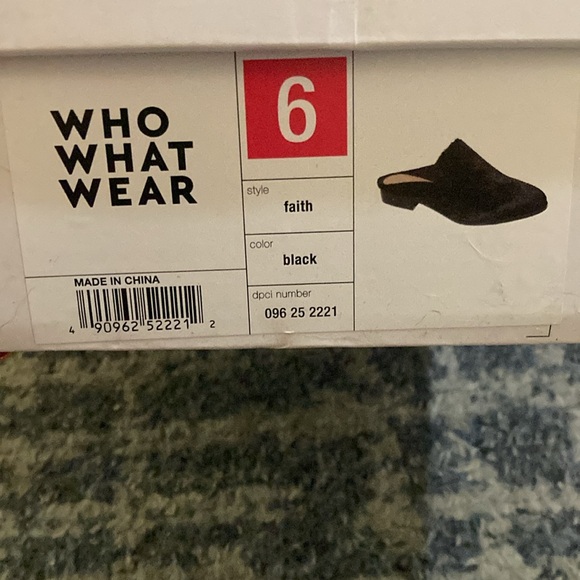 WHO
WHAT
WEAR
6
style
faith
color
black
MADE IN CHINA
4 90962 52221 2
dpci number
096 25 2221